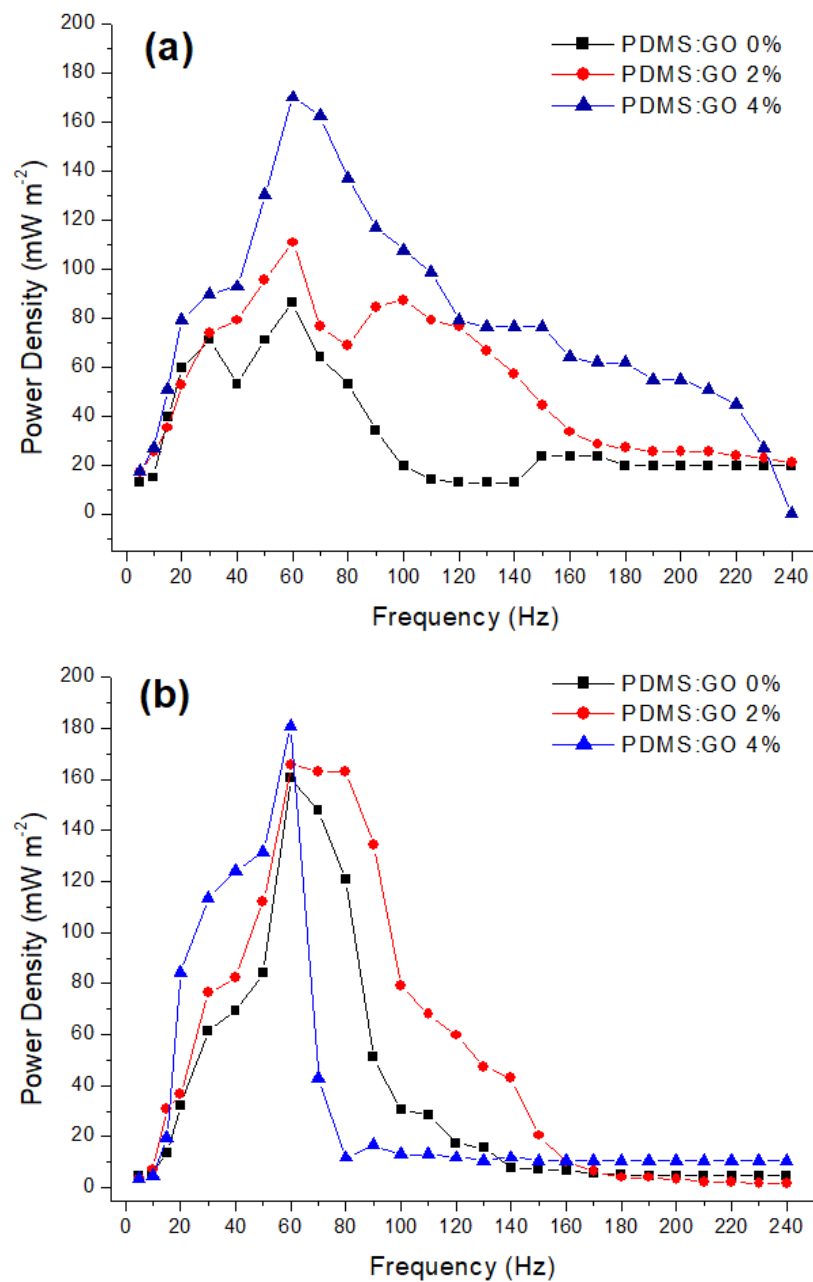 (a)
PDMS:GO 0%
PDMS:GO 2%
PDMS:GO 4%
Power Density (mW m⁻²)
200
180
160
140
120
100
80
60
40
20
0
0 20 40 60 80 100 120 140 160 180 200 220 240
Frequency (Hz)
(b)
PDMS:GO 0%
PDMS:GO 2%
PDMS:GO 4%
Power Density (mW m⁻²)
200
180
160
140
120
100
80
60
40
20
0
0 20 40 60 80 100 120 140 160 180 200 220 240
Frequency (Hz)